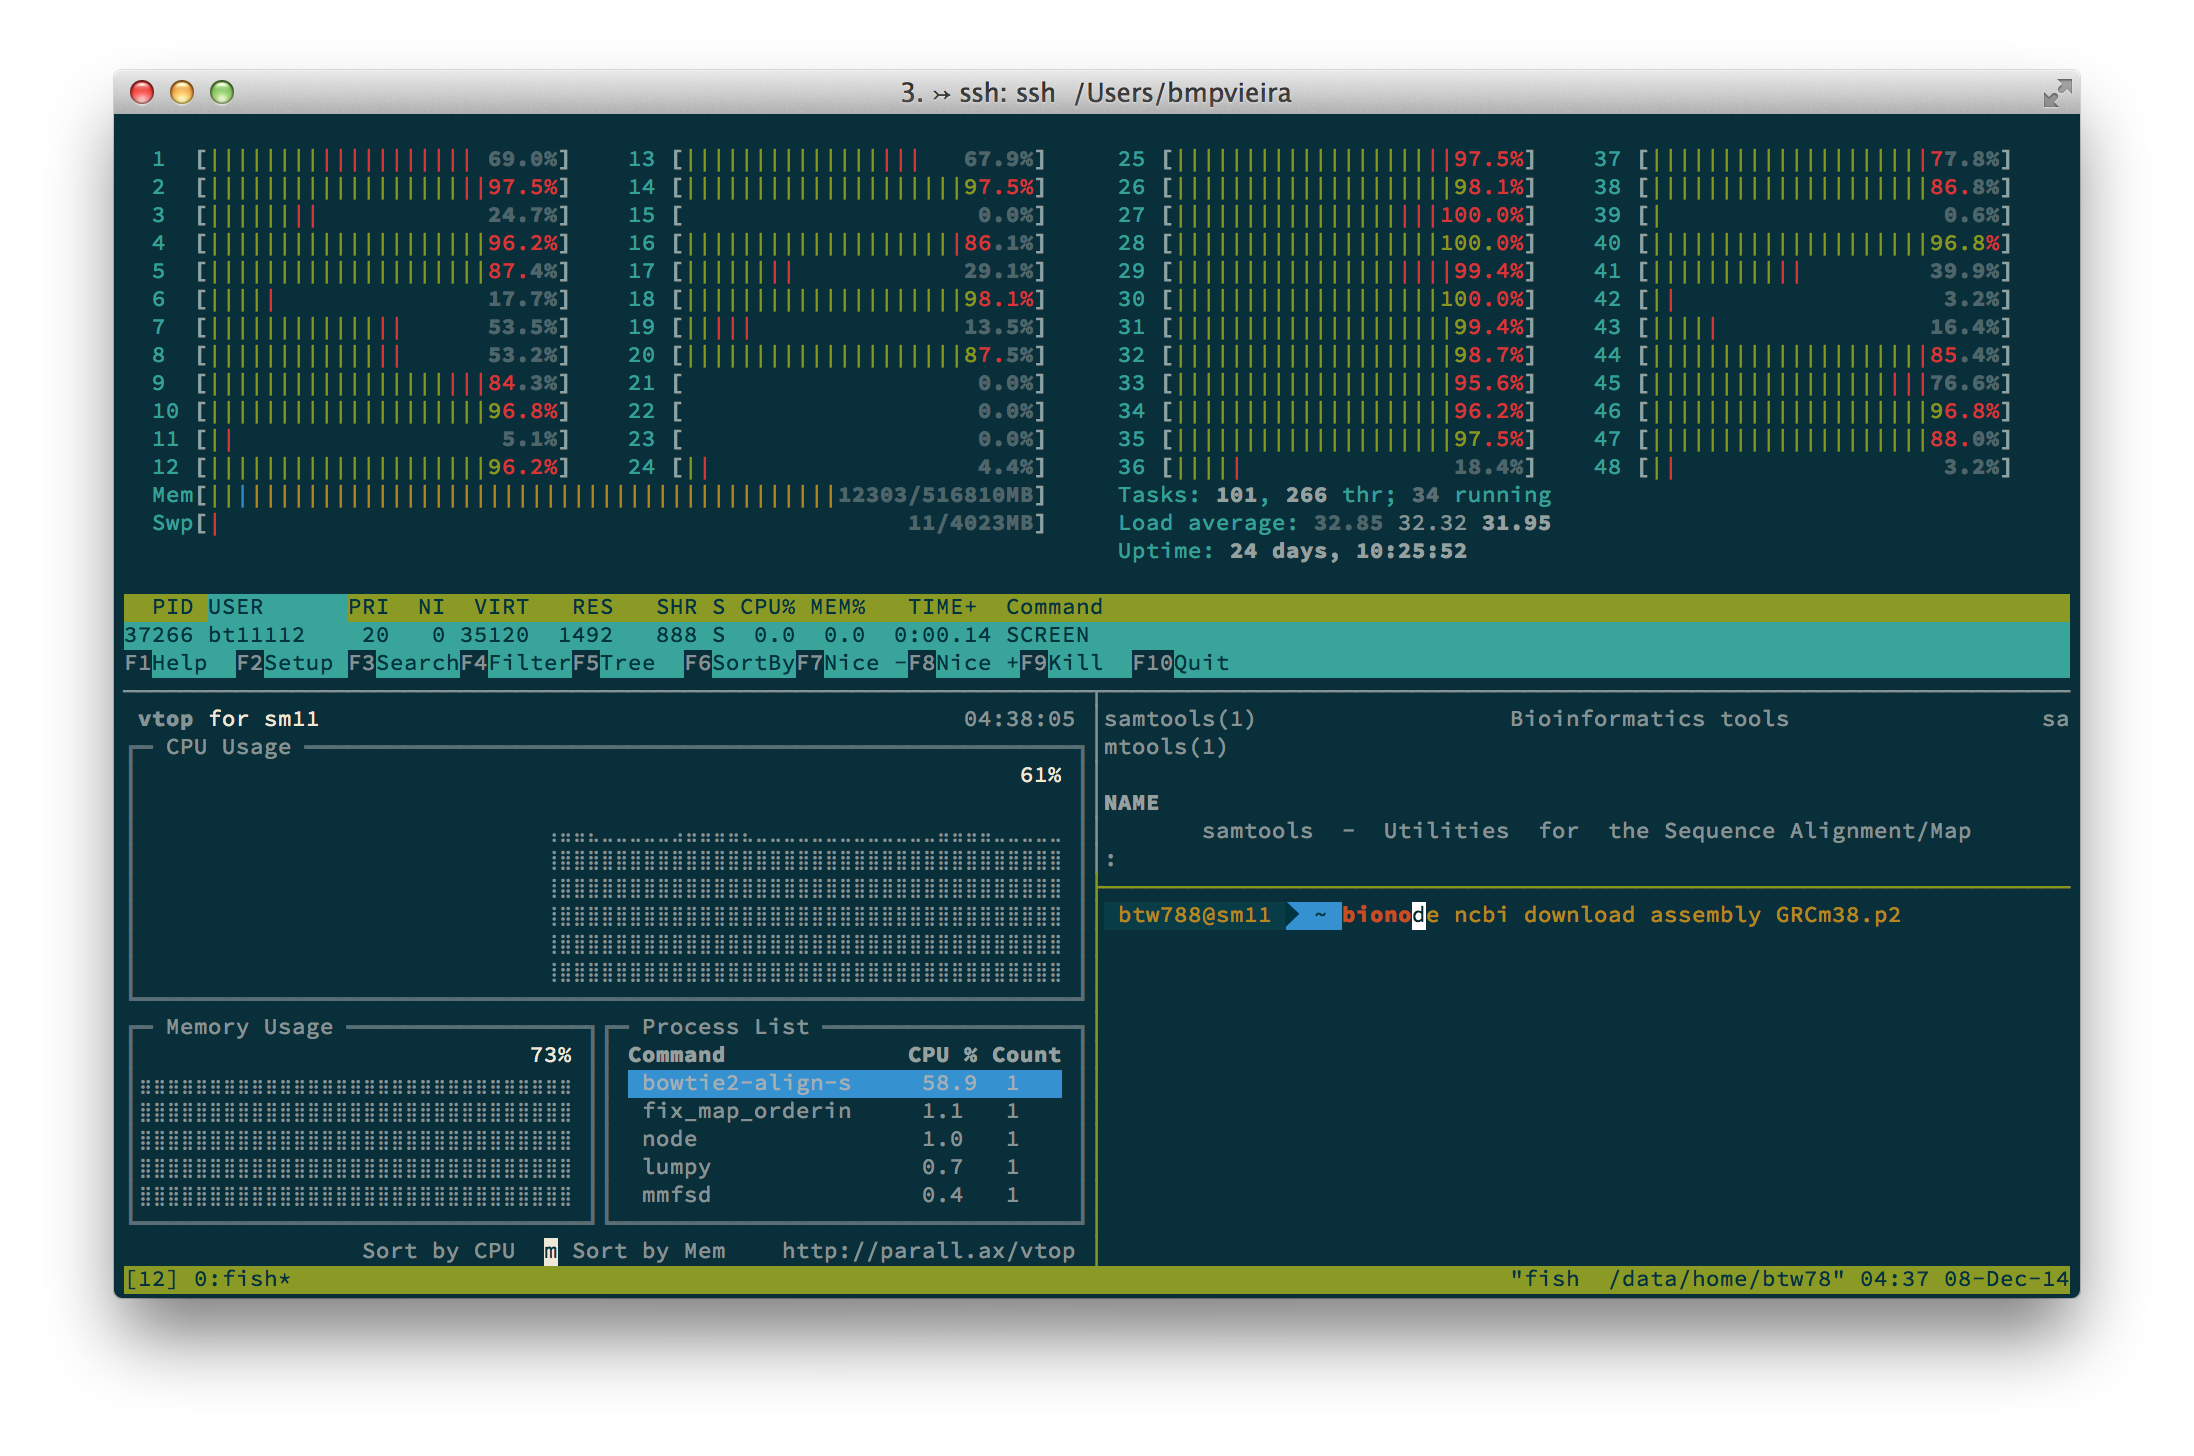 3. ↣ ssh: ssh /Users/bmpvieira
1 [|||||||||||||||||||69.0%] 13 [|||||||||||||||||67.9%] 25 [||||||||||||||||||||97.5%] 37 [||||||||||||||||||||77.8%]
2 [||||||||||||||||||||97.5%] 14 [||||||||||||||||||||97.5%] 26 [||||||||||||||||||||98.1%] 38 [||||||||||||||||||||86.8%]
3 [|||||||| 24.7%] 15 [ 0.0%] 27 [|||||||||||||||||||100.0%] 39 [| 0.6%]
4 [||||||||||||||||||||96.2%] 16 [||||||||||||||||||||86.1%] 28 [|||||||||||||||||||100.0%] 40 [||||||||||||||||||||96.8%]
5 [||||||||||||||||||||87.4%] 17 [|||||||| 29.1%] 29 [||||||||||||||||||||99.4%] 41 [||||||||||| 39.9%]
6 [||||| 17.7%] 18 [||||||||||||||||||||98.1%] 30 [|||||||||||||||||||100.0%] 42 [|| 3.2%]
7 [|||||||||||||| 53.5%] 19 [||||| 13.5%] 31 [||||||||||||||||||||99.4%] 43 [||||| 16.4%]
8 [|||||||||||||| 53.2%] 20 [||||||||||||||||||||87.5%] 32 [||||||||||||||||||||98.7%] 44 [||||||||||||||||||||85.4%]
9 [||||||||||||||||||||84.3%] 21 [ 0.0%] 33 [||||||||||||||||||||95.6%] 45 [||||||||||||||||||||76.6%]
10 [||||||||||||||||||||96.8%] 22 [ 0.0%] 34 [||||||||||||||||||||96.2%] 46 [||||||||||||||||||||96.8%]
11 [|| 5.1%] 23 [ 0.0%] 35 [||||||||||||||||||||97.5%] 47 [||||||||||||||||||||88.0%]
12 [||||||||||||||||||||96.2%] 24 [|| 4.4%] 36 [||||| 18.4%] 48 [|| 3.2%]
Mem[|||||||||||||||||||||||||||||||||||||||||||||12303/516810MB] Tasks: 101, 266 thr; 34 running
Swp[| 11/4023MB] Load average: 32.85 32.32 31.95
Uptime: 24 days, 10:25:52
PID USER PRI NI VIRT RES SHR S CPU% MEM% TIME+ Command
37266 bt11112 20 0 35120 1492 888 S 0.0 0.0 0:00.14 SCREEN
F1Help F2Setup F3SearchF4FilterF5Tree F6SortByF7Nice -F8Nice +F9Kill F10Quit
vtop for sm11 04:38:05
CPU Usage
61%
Memory Usage
73%
Process List
Command CPU % Count
bowtie2-align-s 58.9 1
fix_map_orderin 1.1 1
node 1.0 1
lumpy 0.7 1
mmfsd 0.4 1
Sort by CPU m Sort by Mem http://parall.ax/vtop
samtools(1) Bioinformatics tools sa
mtools(1)
NAME
samtools - Utilities for the Sequence Alignment/Map
:
btw788@sm11 ~ bionode ncbi download assembly GRCm38.p2
[12] 0:fish* "fish /data/home/btw78" 04:37 08-Dec-14